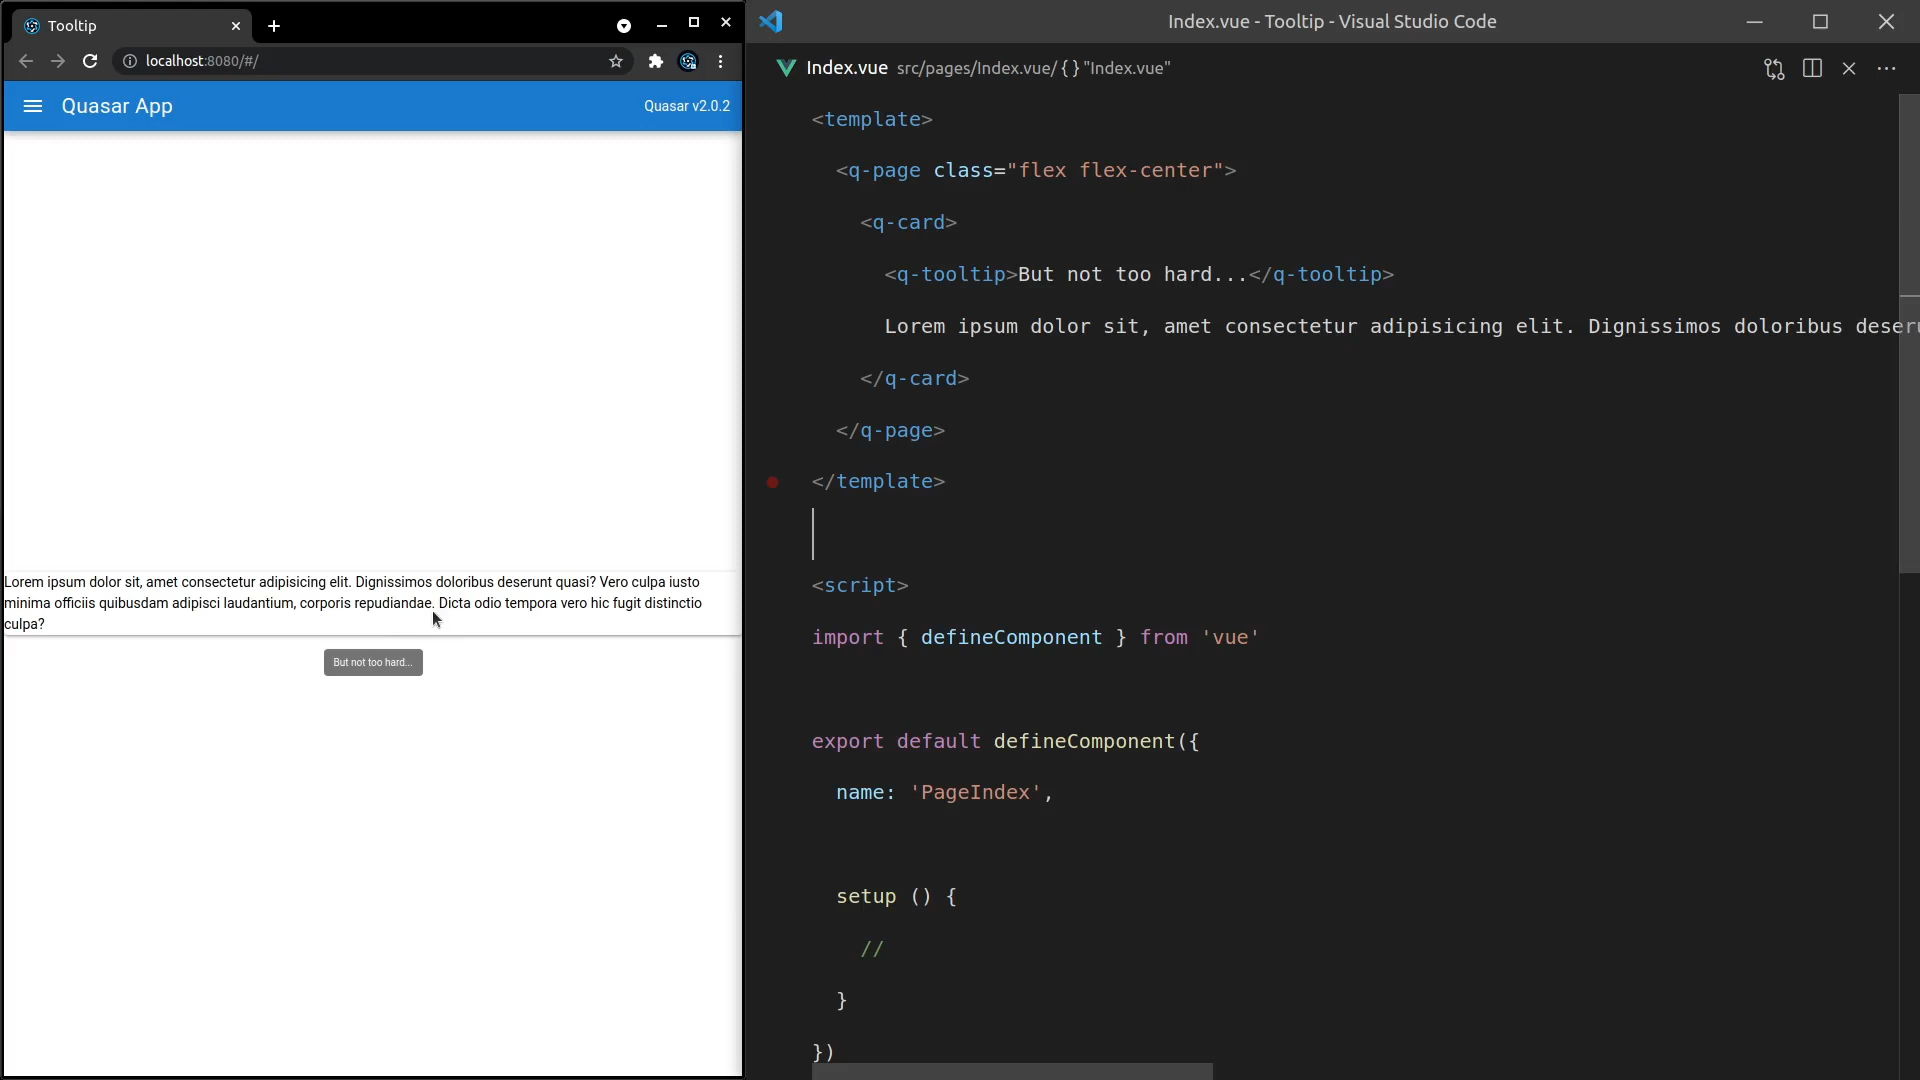 Tooltip
localhost:8080/#/
Quasar App
Quasar v2.0.2
Lorem ipsum dolor sit, amet consectetur adipisicing elit. Dignissimos doloribus deserunt quasi? Vero culpa iusto
minima officiis quibusdam adipisci laudantium, corporis repudiandae. Dicta odio tempora vero hic fugit distinctio
culpa?
But not too hard...
Index.vue - Tooltip - Visual Studio Code
Index.vue src/pages/Index.vue/ { } "Index.vue"
<template>
<q-page class="flex flex-center">
<q-card>
<q-tooltip>But not too hard...</q-tooltip>
Lorem ipsum dolor sit, amet consectetur adipisicing elit. Dignissimos doloribus deseru
</q-card>
</q-page>
</template>
<script>
import { defineComponent } from 'vue'
export default defineComponent({
name: 'PageIndex',
setup () {
//
}
})